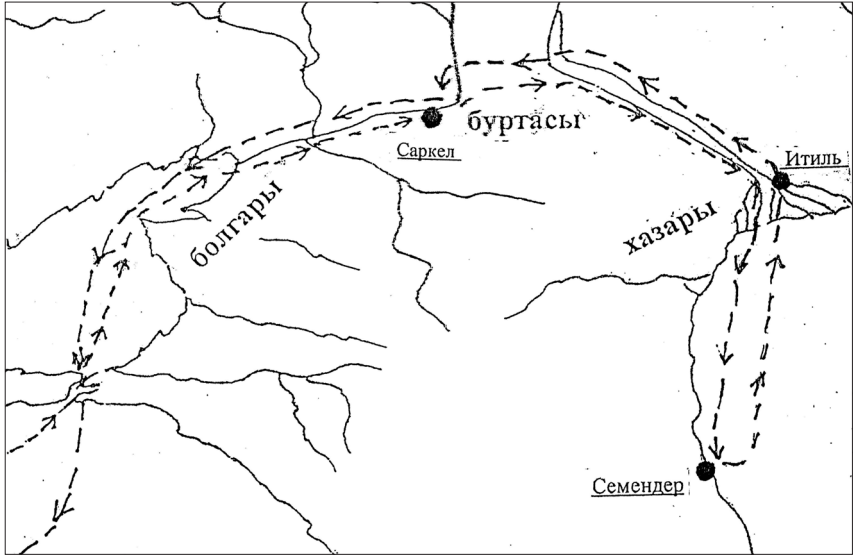 буртасы
Саркел
Итиль
болгары
хазары
Семендер